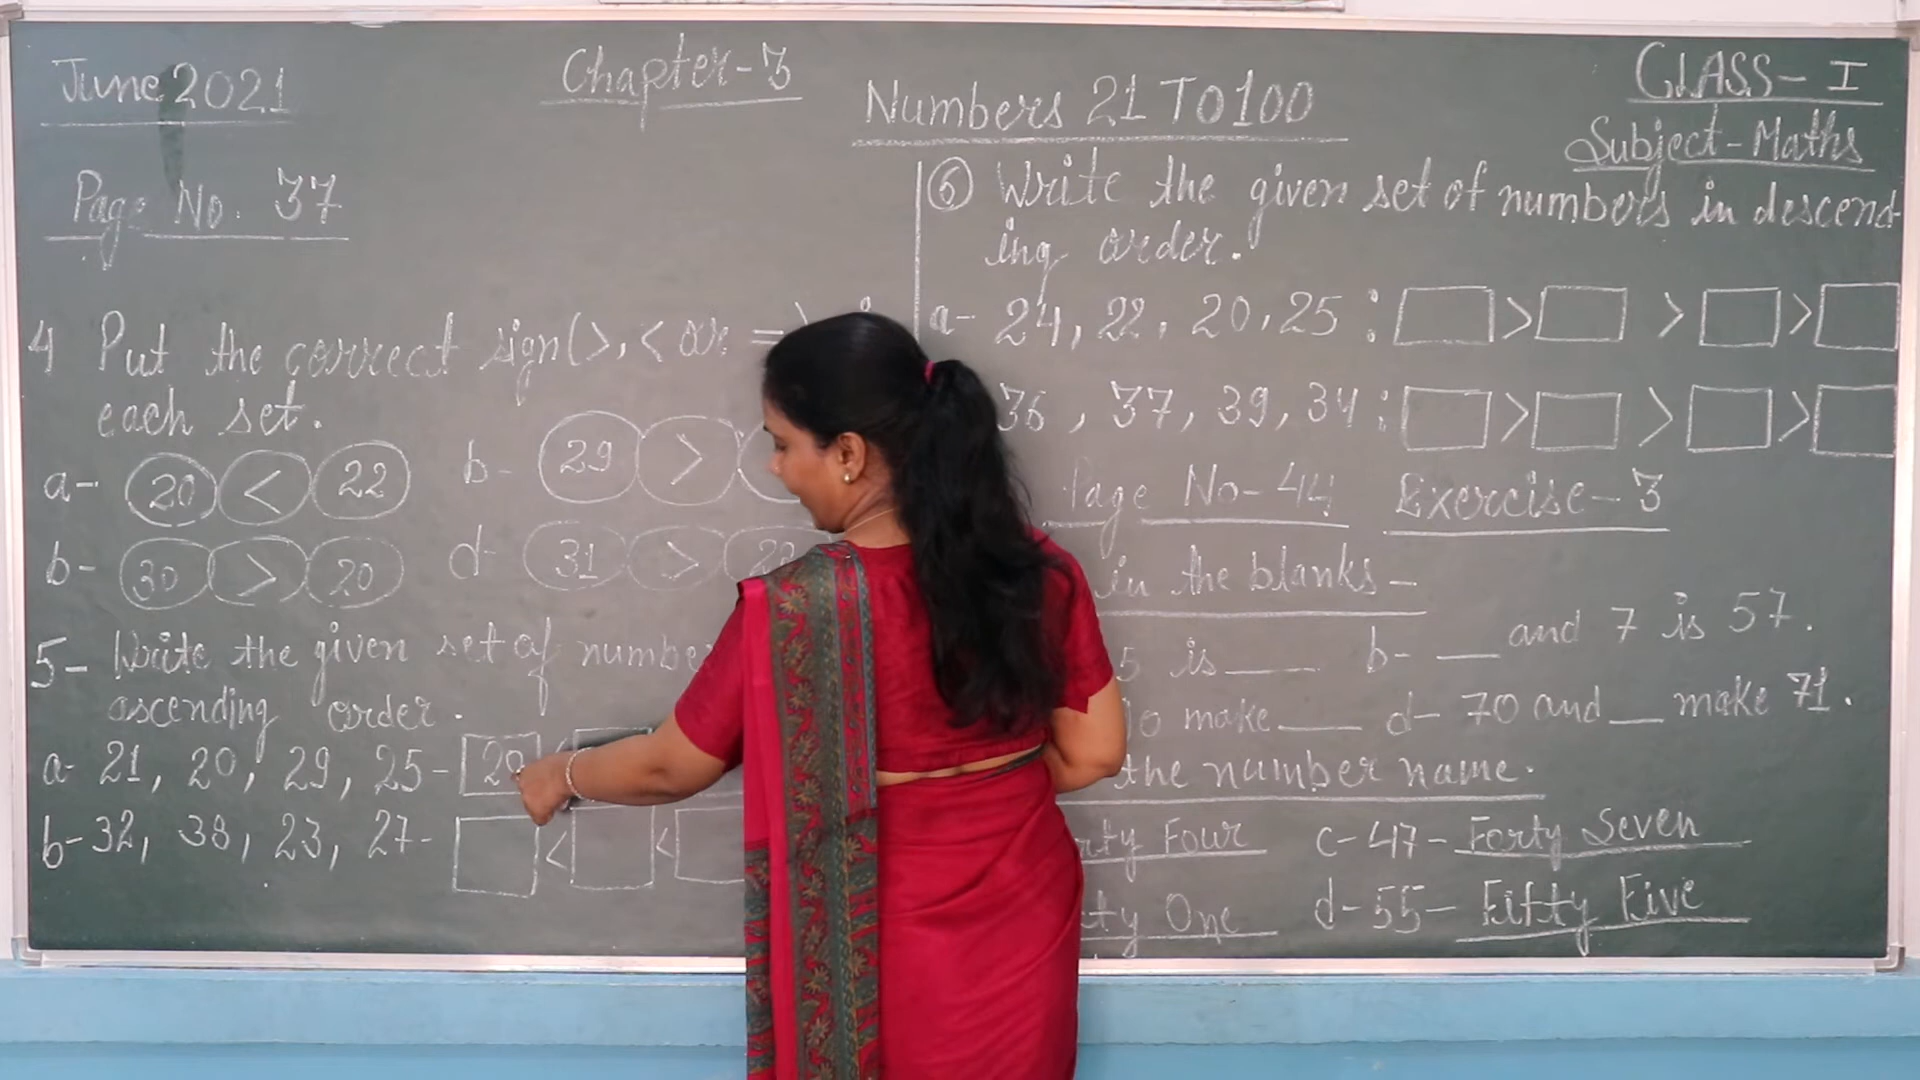 June 2021
Chapter-3
Numbers 21 TO 100
CLASS- I
Subject-Maths
Page No. 37
4 Put the correct sign (>, < or =
each set.
a- 20 < 22
b- 29 >
b- 30 > 20
d- 31 >
5- Write the given set of
ascending order.
a- 21, 20, 29, 25- 20 <
b- 32, 38, 23, 27- < <
6 Write the given set of numbers in descend-
ing order.
a- 24, 22, 20, 25 : > > >
36, 37, 39, 34 : > > >
Page No- 44 Exercise- 3
in the blanks-
5 is ___ b- ___ and 7 is 57.
make ___ d- 70 and ___ make 71.
the number name.
Four c- 47- Forty Seven
One d- 55- Fifty Five